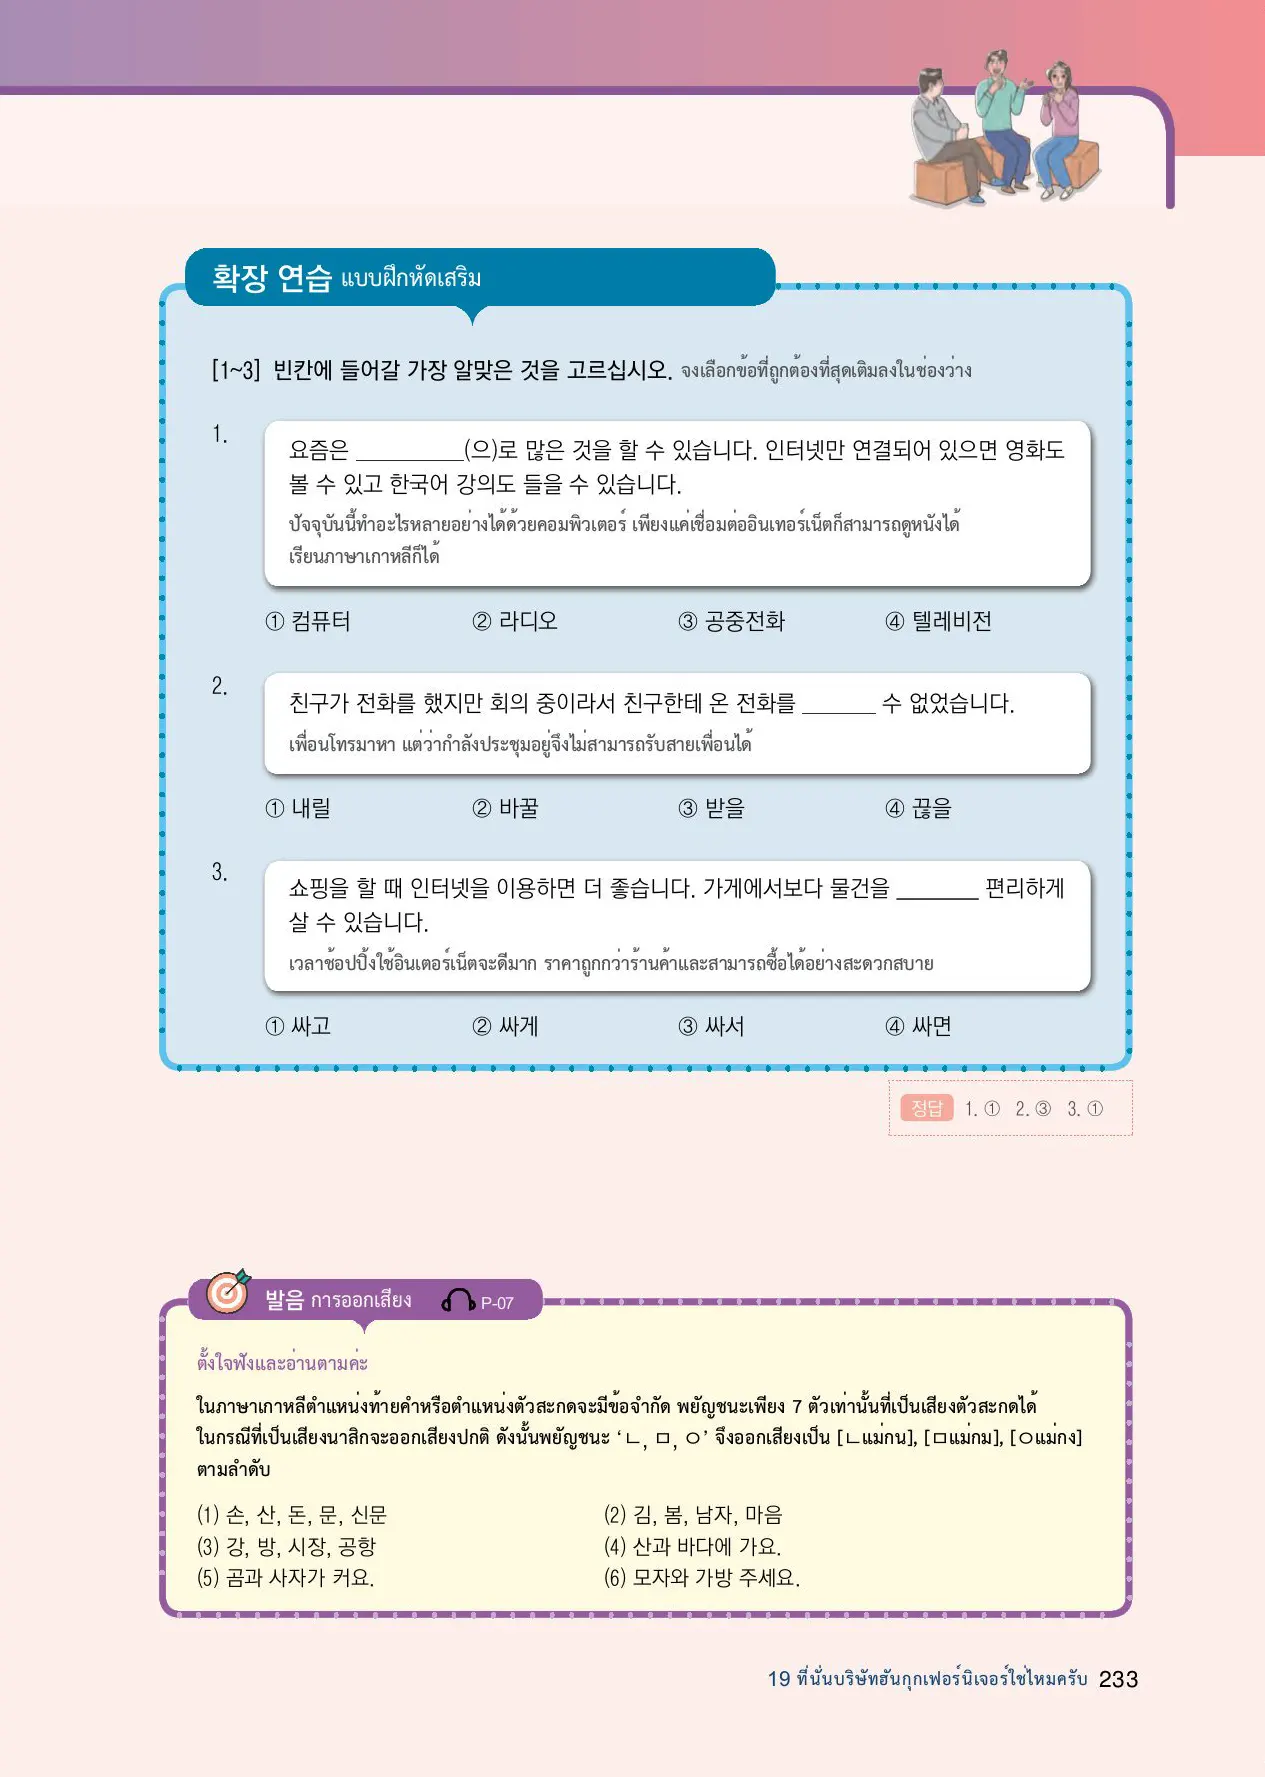 확장 연습 แบบฝึกหัดเสริม
[1~3] 빈칸에 들어갈 가장 알맞은 것을 고르십시오. จงเลือกข้อที่ถูกต้องที่สุดเติมลงในช่องว่าง
1.
요즘은 _________(으)로 많은 것을 할 수 있습니다. 인터넷만 연결되어 있으면 영화도
볼 수 있고 한국어 강의도 들을 수 있습니다.
ปัจจุบันนี้ทำอะไรหลายอย่างได้ด้วยคอมพิวเตอร์ เพียงแค่เชื่อมต่ออินเทอร์เน็ตก็สามารถดูหนังได้
เรียนภาษาเกาหลีก็ได้
① 컴퓨터 ② 라디오 ③ 공중전화 ④ 텔레비전
2.
친구가 전화를 했지만 회의 중이라서 친구한테 온 전화를 ______ 수 없었습니다.
เพื่อนโทรมาหา แต่ว่ากำลังประชุมอยู่จึงไม่สามารถรับสายเพื่อนได้
① 내릴 ② 바꿀 ③ 받을 ④ 끊을
3.
쇼핑을 할 때 인터넷을 이용하면 더 좋습니다. 가게에서보다 물건을 _______ 편리하게
살 수 있습니다.
เวลาช้อปปิ้งใช้อินเตอร์เน็ตจะดีมาก ราคาถูกกว่าร้านค้าและสามารถซื้อได้อย่างสะดวกสบาย
① 싸고 ② 싸게 ③ 싸서 ④ 싸면
정답 1. ① 2. ③ 3. ①
발음 การออกเสียง P-07
ตั้งใจฟังและอ่านตามค่ะ
ในภาษาเกาหลีตำแหน่งท้ายคำหรือตำแหน่งตัวสะกดจะมีข้อจำกัด พยัญชนะเพียง 7 ตัวเท่านั้นที่เป็นเสียงตัวสะกดได้
ในกรณีที่เป็นเสียงนาสิกจะออกเสียงปกติ ดังนั้นพยัญชนะ ‘ㄴ, ㅁ, ㅇ’ จึงออกเสียงเป็น [ㄴแม่กน], [ㅁแม่กม], [ㅇแม่กง]
ตามลำดับ
(1) 손, 산, 돈, 문, 신문 (2) 김, 봄, 남자, 마음
(3) 강, 방, 시장, 공항 (4) 산과 바다에 가요.
(5) 곰과 사자가 커요. (6) 모자와 가방 주세요.
19 ที่นั่นบริษัทฮันกุกเฟอร์นิเจอร์ใช่ไหมครับ 233